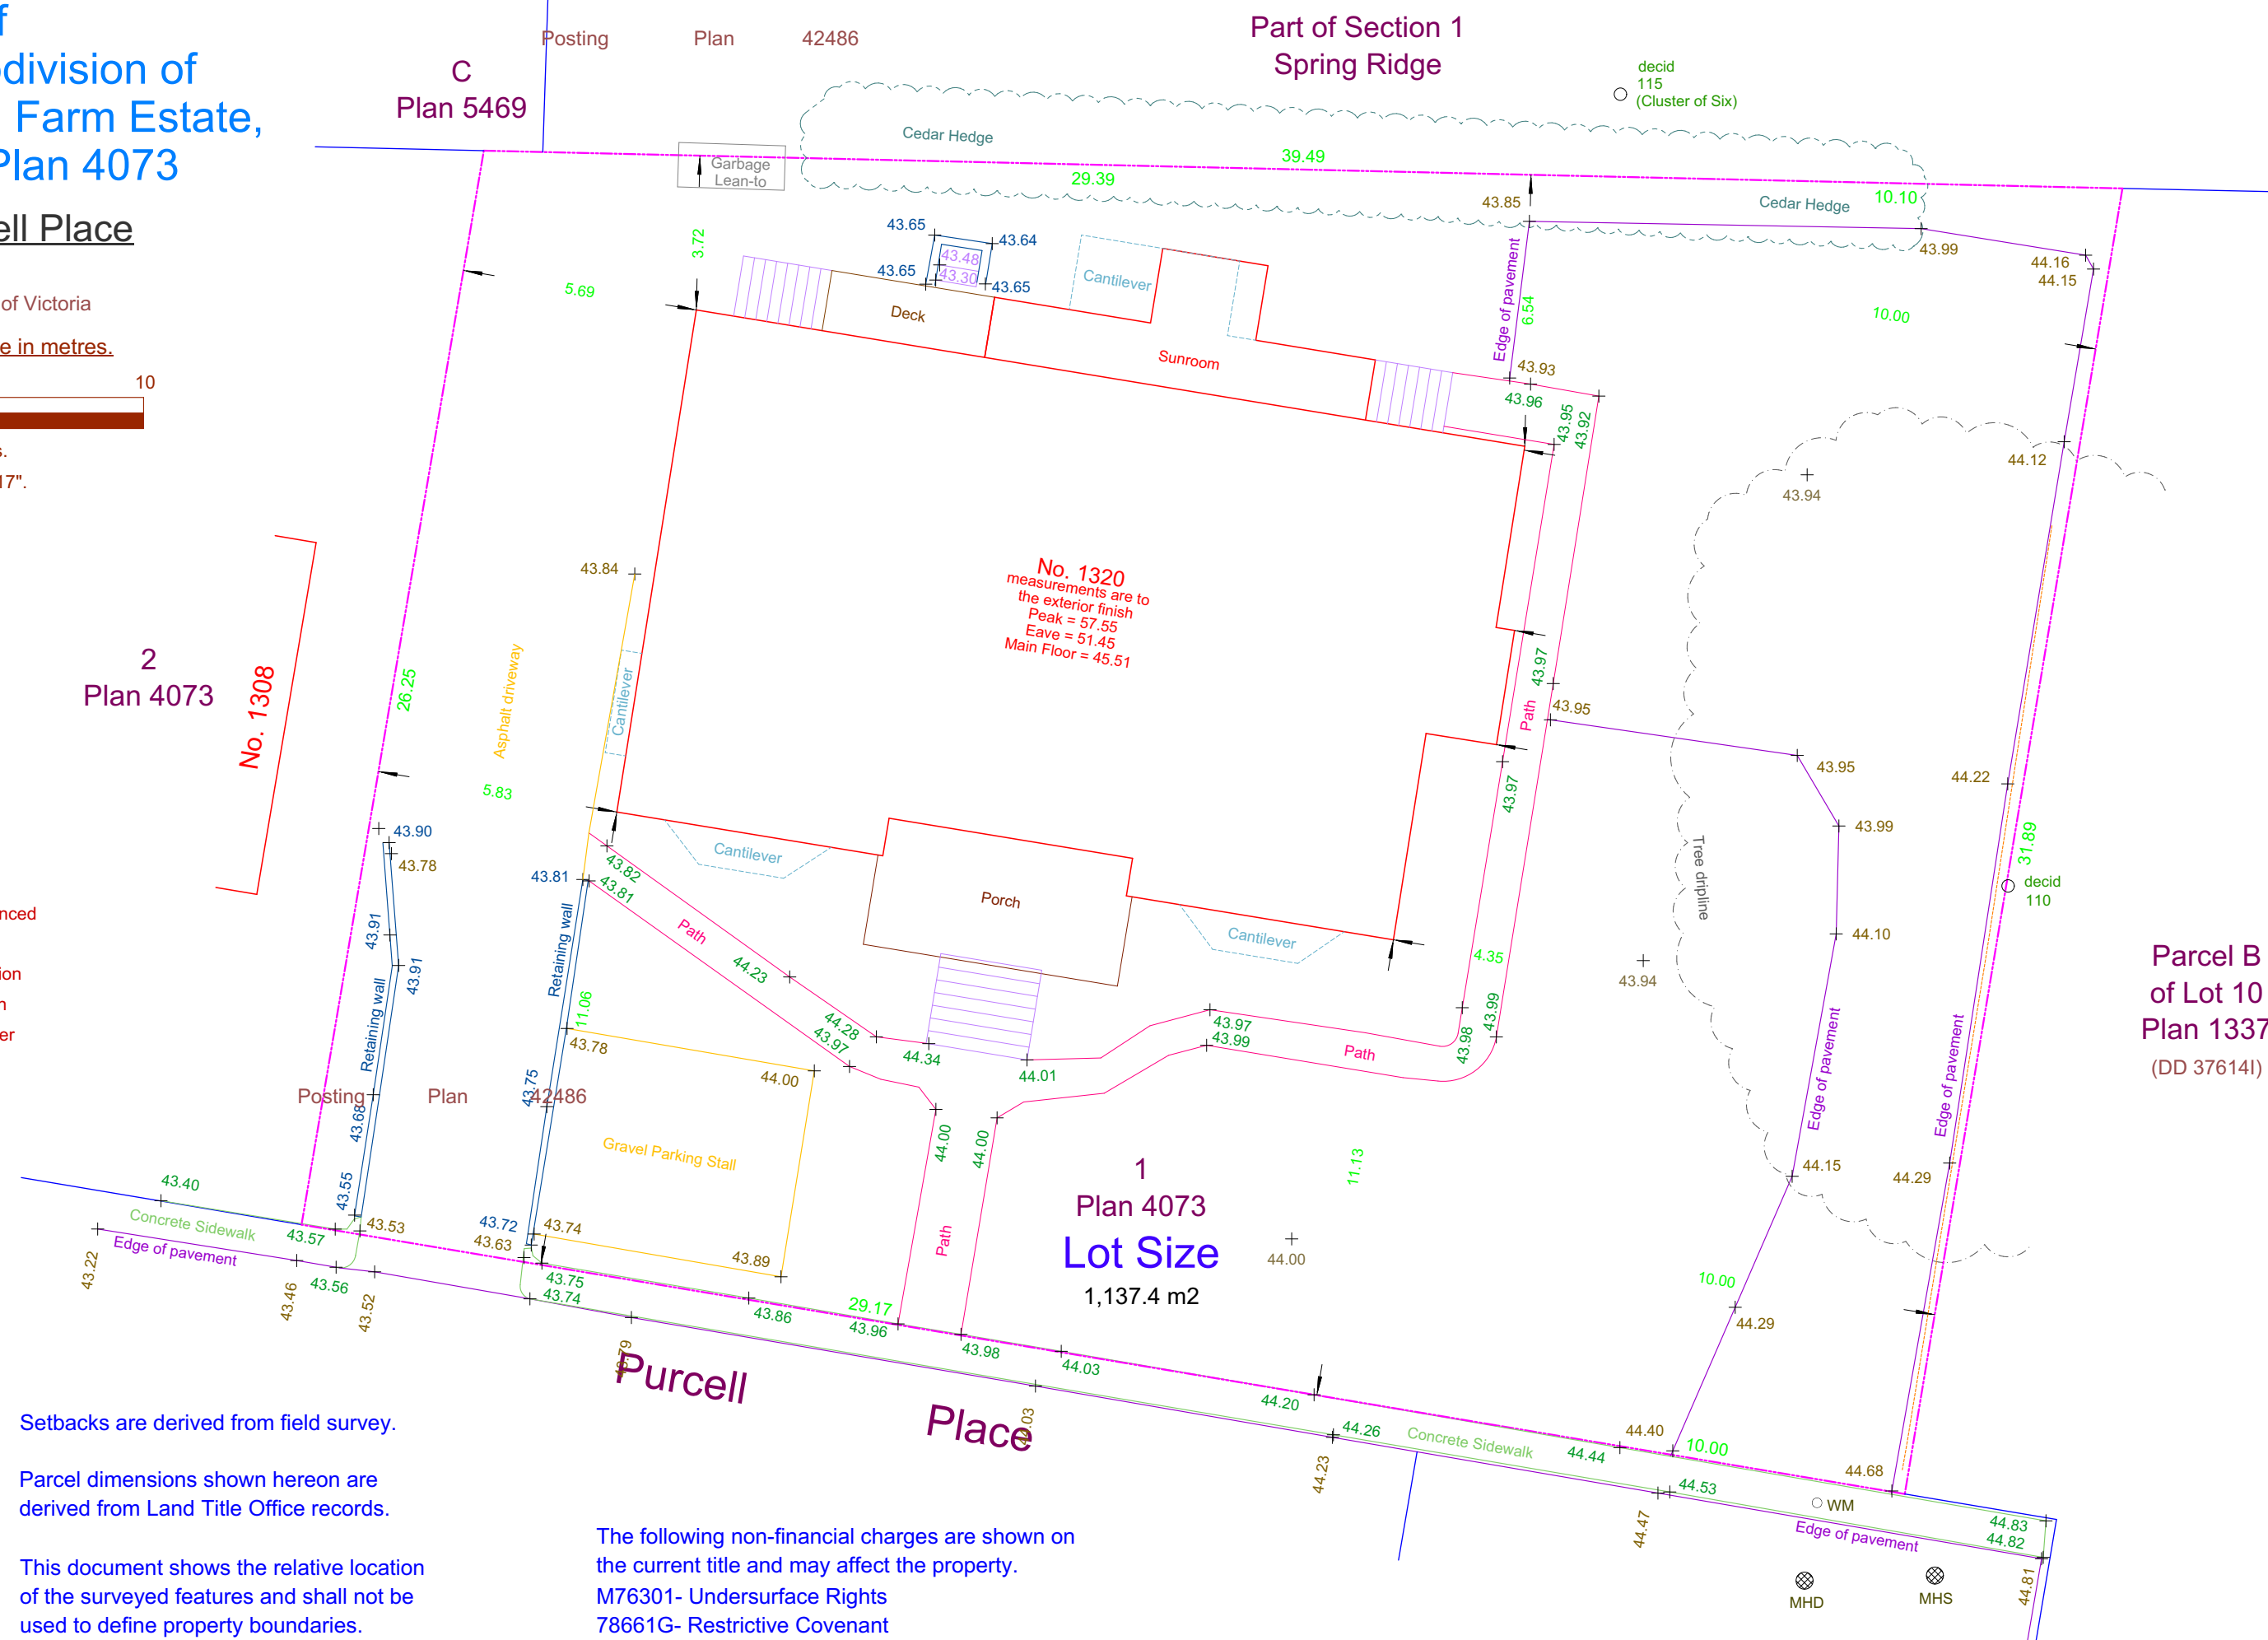 f
division of
Farm Estate,
Plan 4073
ell Place
of Victoria
e in metres.
10
s.
17".
C
Plan 5469
Posting Plan 42486
Part of Section 1
Spring Ridge
decid
115
(Cluster of Six)
Cedar Hedge
Garbage
Lean-to
39.49
29.39
10.10
43.85
Cedar Hedge
43.99
44.16
44.15
3.72
5.69
43.65
43.64
43.48
43.30
43.65
43.65
Cantilever
Deck
Sunroom
Edge of pavement
6.54
10.00
43.93
43.96
43.95
43.92
44.12
43.94
43.84
No. 1320
measurements are to
the exterior finish
Peak = 57.55
Eave = 51.45
Main Floor = 45.51
2
Plan 4073
No. 1308
26.25
Asphalt driveway
Cantilever
43.97
Path
43.95
43.95
43.97
44.22
5.83
43.90
43.78
43.81
43.82
43.81
Cantilever
Porch
Cantilever
43.99
Tree dripline
31.89
decid
110
nced
ion
n
er
43.91
43.91
Retaining wall
Retaining wall
Path
44.23
11.06
4.35
43.94
44.10
Parcel B
of Lot 10
Plan 1337
(DD 37614I)
43.78
44.28
43.97
44.34
44.01
43.97
43.99
Path
43.98
43.99
44.00
Edge of pavement
Edge of pavement
Posting Plan 42486
43.68
43.75
Gravel Parking Stall
44.00
44.00
11.13
1
Plan 4073
Lot Size
1,137.4 m2
44.15
44.29
43.40
Concrete Sidewalk
43.57
43.55
43.53
43.72
43.63
43.74
43.89
Path
44.00
43.22
Edge of pavement
43.46
43.56
43.52
43.75
43.74
43.79
43.86
29.17
43.96
43.98
44.03
44.03
10.00
44.29
Purcell Place
44.20
44.26
44.23
Concrete Sidewalk
44.44
44.40
10.00
44.68
44.53
44.47
WM
Edge of pavement
44.83
44.82
44.81
MHD
MHS
Setbacks are derived from field survey.
Parcel dimensions shown hereon are
derived from Land Title Office records.
This document shows the relative location
of the surveyed features and shall not be
used to define property boundaries.
The following non-financial charges are shown on
the current title and may affect the property.
M76301- Undersurface Rights
78661G- Restrictive Covenant